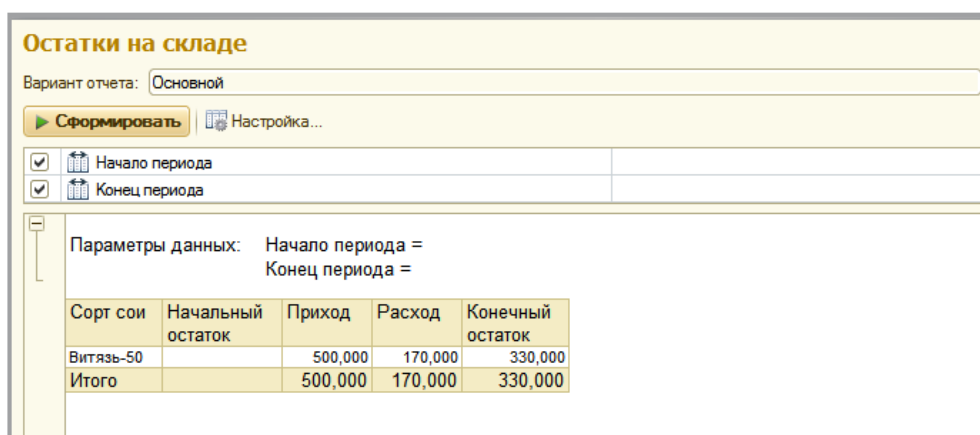 Остатки на складе
Вариант отчета: Основной
Сформировать Настройка...
Начало периода
Конец периода
Параметры данных: Начало периода =
Конец периода =
Сорт сои Начальный остаток Приход Расход Конечный остаток
Витязь-50 500,000 170,000 330,000
Итого 500,000 170,000 330,000